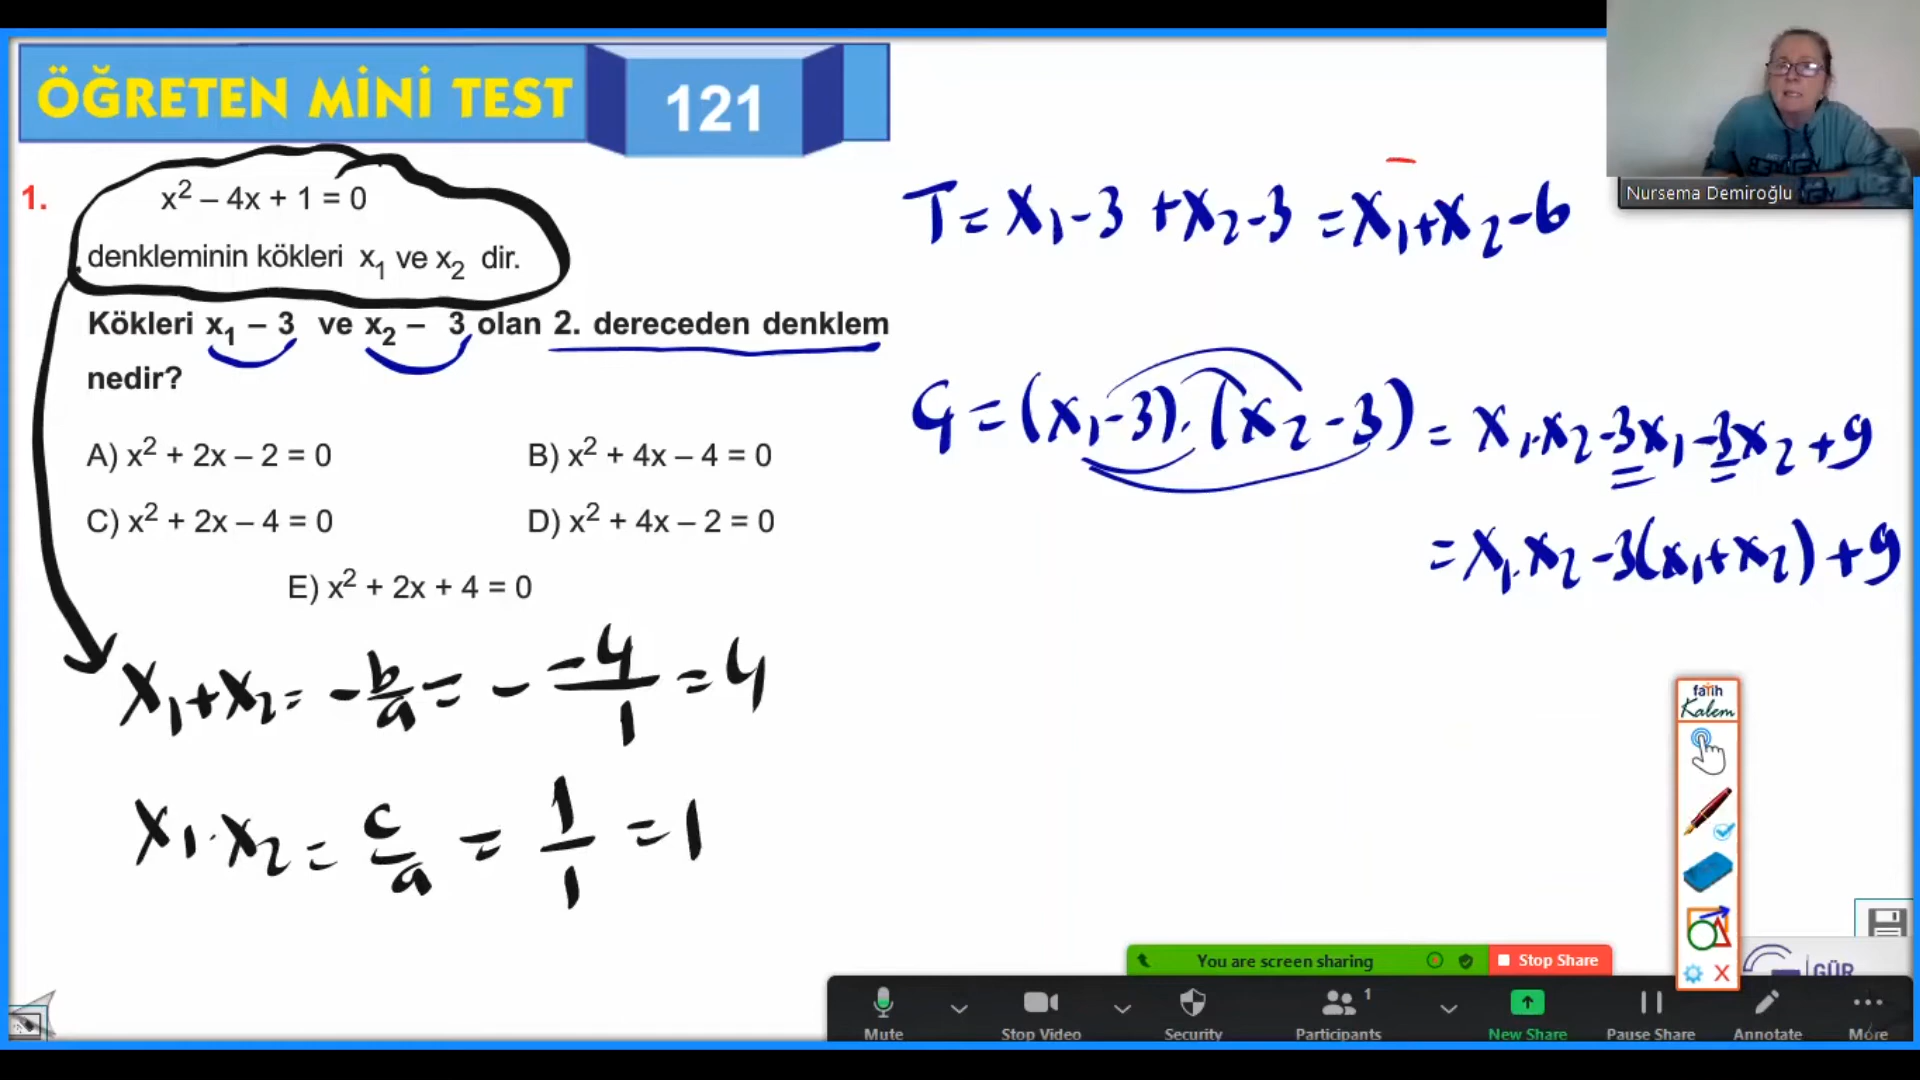 ÖĞRETEN MİNİ TEST 121
1. x² – 4x + 1 = 0
denkleminin kökleri x₁ ve x₂ dir.
Kökleri x₁ – 3 ve x₂ – 3 olan 2. dereceden denklem
nedir?
A) x² + 2x – 2 = 0 B) x² + 4x – 4 = 0
C) x² + 2x – 4 = 0 D) x² + 4x – 2 = 0
E) x² + 2x + 4 = 0
x₁+x₂ = -b/a = - -4/1 = 4
x₁.x₂ = c/a = 1/1 = 1
T = x₁-3 + x₂-3 = x₁+x₂-6
Ç = (x₁-3).(x₂-3) = x₁.x₂-3x₁-3x₂+9
= x₁.x₂-3(x₁+x₂)+9
Nursema Demiroğlu
fatih
Kalem
X
GÜR
You are screen sharing Stop Share
1
Mute Stop Video Security Participants New Share Pause Share Annotate More